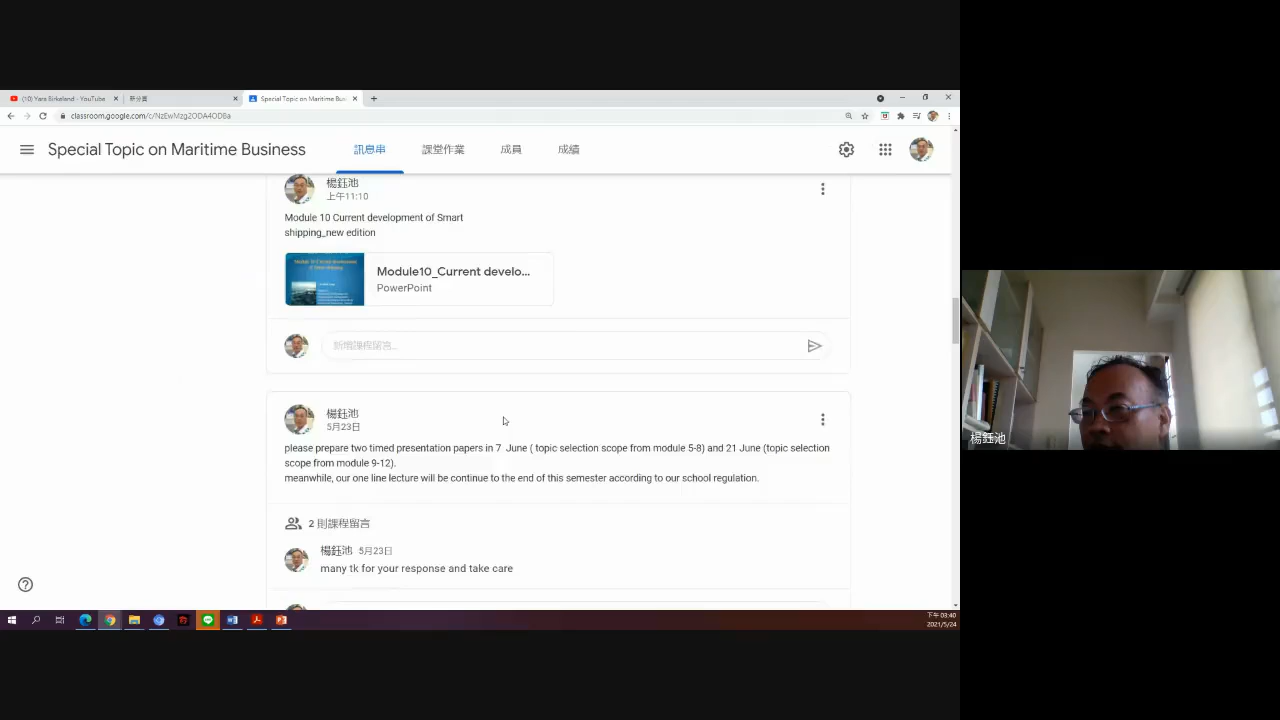 (10) Yara Birkeland - YouTube
新分頁
Special Topic on Maritime Bus
classroom.google.com/c/NzEwMzg2ODA4ODBa
Special Topic on Maritime Business
訊息串
課堂作業
成員
成績
楊鈺池
上午11:10
Module 10 Current development of Smart
shipping_new edition
Module10_Current develo...
PowerPoint
新增課程留言...
楊鈺池
5月23日
please prepare two timed presentation papers in 7 June ( topic selection scope from module 5-8) and 21 June (topic selection
scope from module 9-12).
meanwhile, our one line lecture will be continue to the end of this semester according to our school regulation.
2 則課程留言
楊鈺池 5月23日
many tk for your response and take care
下午 03:40
2021/5/24
楊鈺池